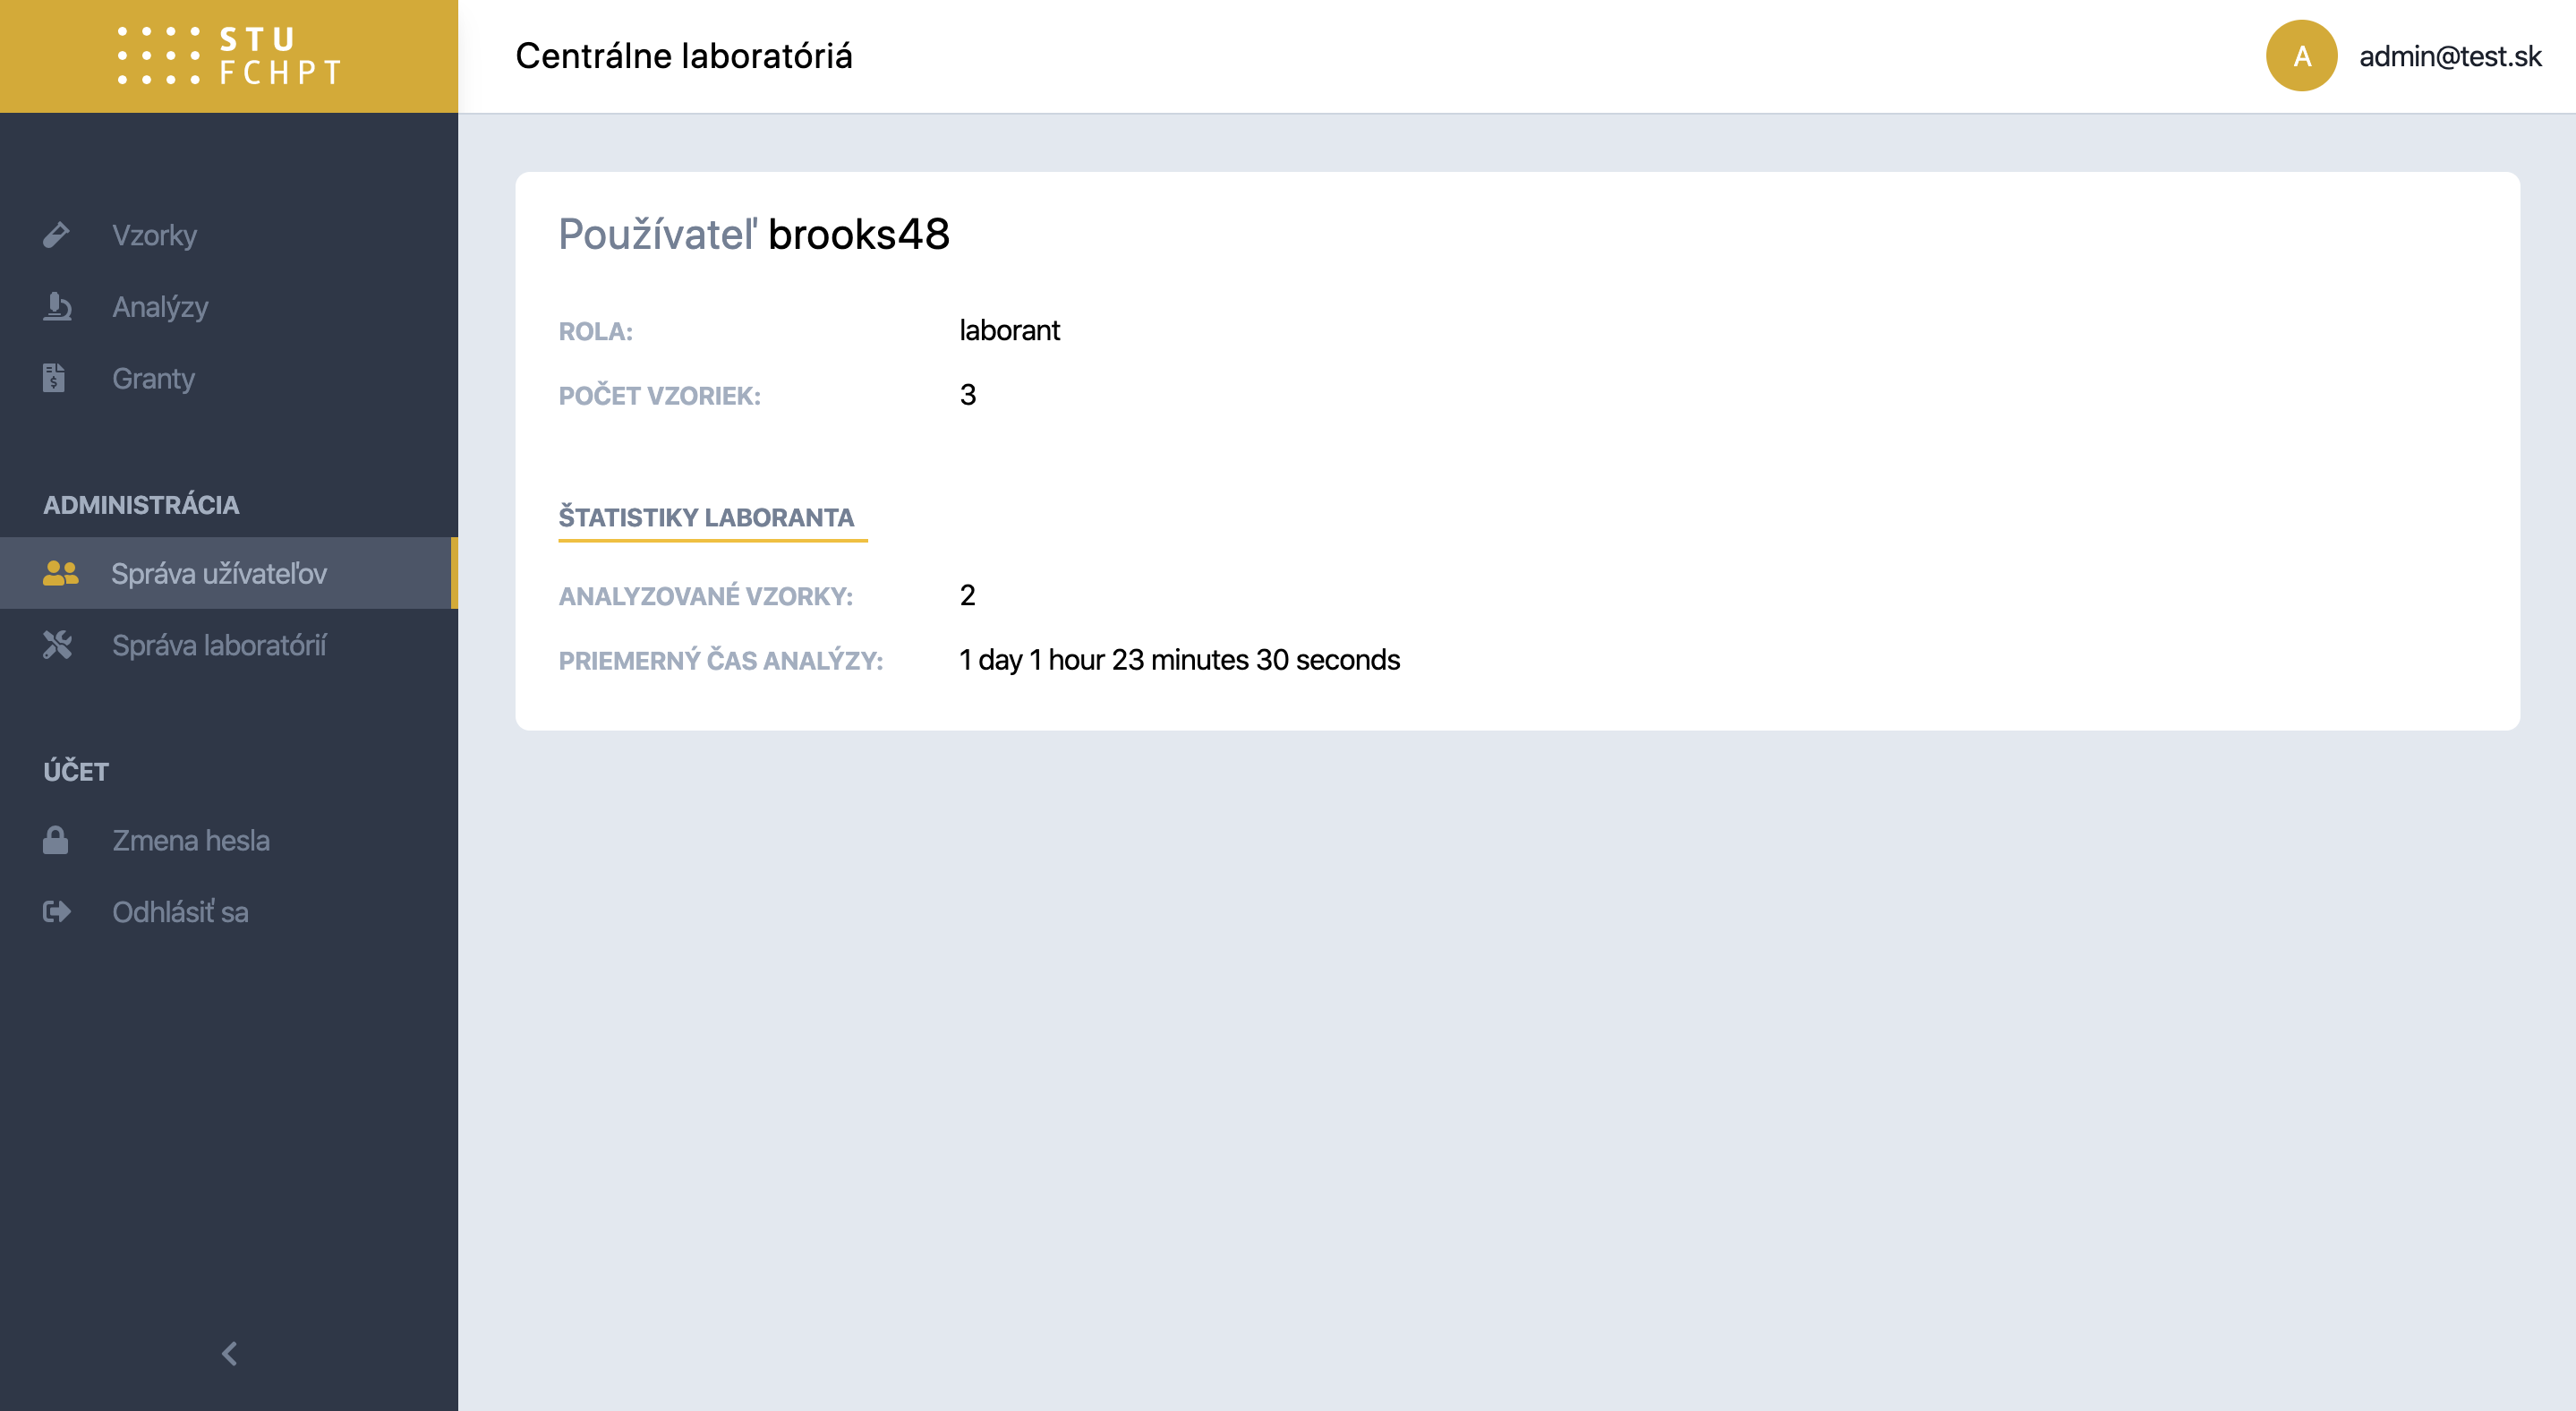 STU
FCHPT
Centrálne laboratóriá
A
admin@test.sk
Vzorky
Analýzy
Granty
ADMINISTRÁCIA
Správa užívateľov
Správa laboratórií
ÚČET
Zmena hesla
Odhlásiť sa
Používateľ brooks48
ROLA: laborant
POČET VZORIEK: 3
ŠTATISTIKY LABORANTA
ANALYZOVANÉ VZORKY: 2
PRIEMERNÝ ČAS ANALÝZY: 1 day 1 hour 23 minutes 30 seconds